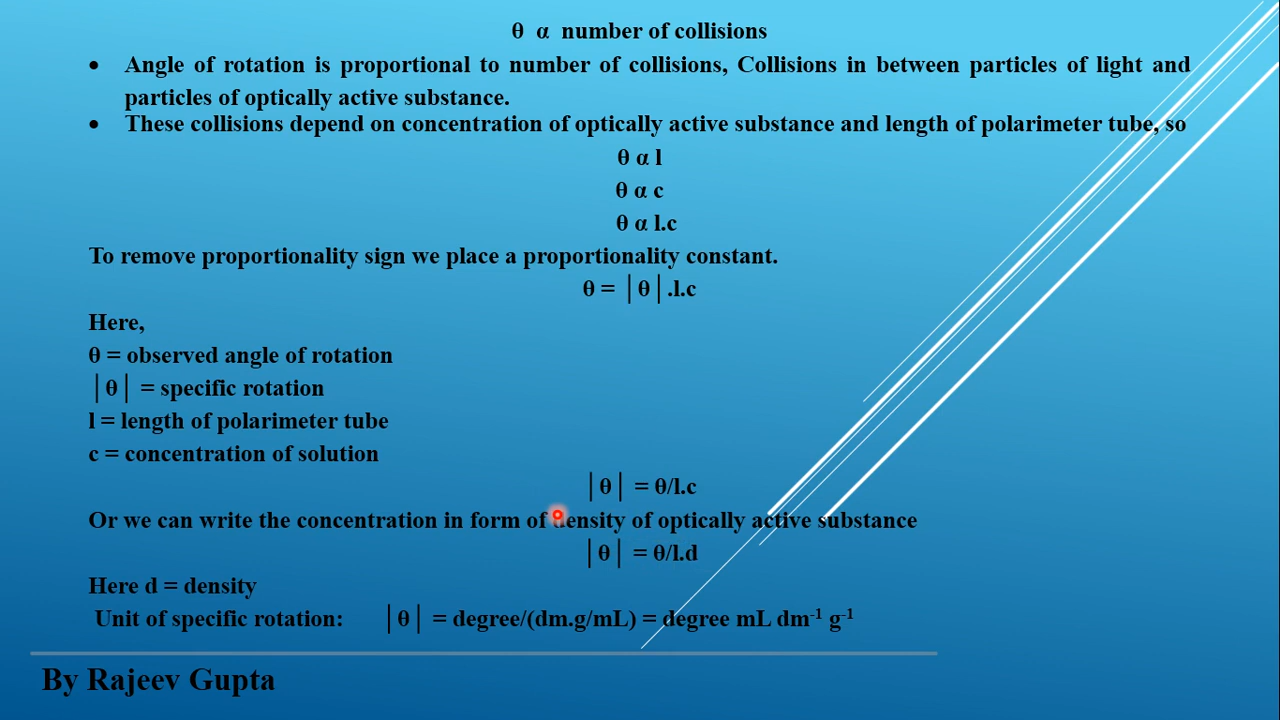 θ α number of collisions
• Angle of rotation is proportional to number of collisions, Collisions in between particles of light and
particles of optically active substance.
• These collisions depend on concentration of optically active substance and length of polarimeter tube, so
θ α l
θ α c
θ α l.c
To remove proportionality sign we place a proportionality constant.
θ = │θ│.l.c
Here,
θ = observed angle of rotation
│θ│ = specific rotation
l = length of polarimeter tube
c = concentration of solution
│θ│ = θ/l.c
Or we can write the concentration in form of density of optically active substance
│θ│ = θ/l.d
Here d = density
Unit of specific rotation: │θ│ = degree/(dm.g/mL) = degree mL dm⁻¹ g⁻¹
By Rajeev Gupta